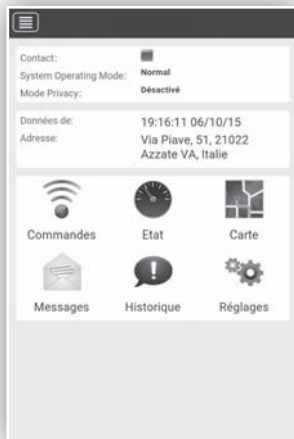 Contact:
System Operating Mode: Normal
Mode Privacy: Désactivé
Données de: 19:16:11 06/10/15
Adresse: Via Piave, 51, 21022
Azzate VA, Italie
Commandes Etat Carte
Messages Historique Réglages